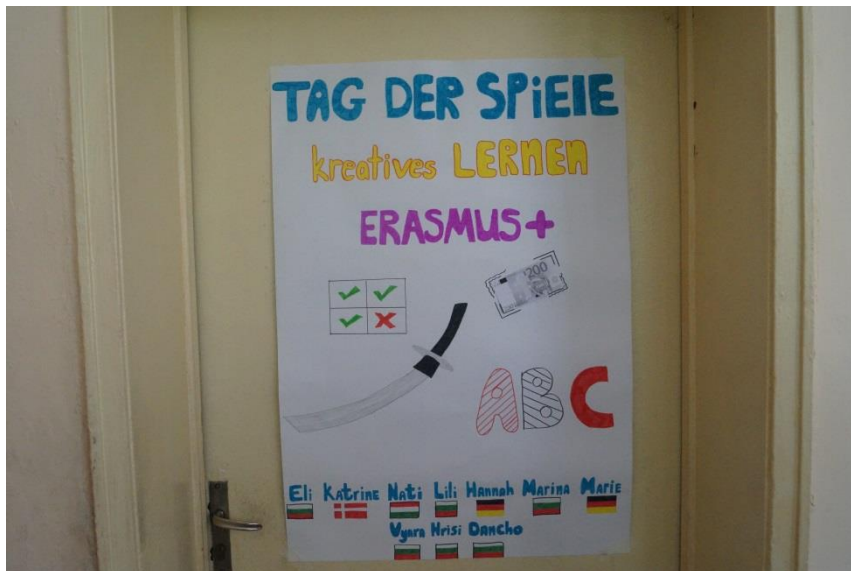 TAG DER SPiElE
kreatives LERNEN
ERASMUS+
200
ABC
Eli Katrine Nati Lili Hannah Marina Marie
Vyara Hrisi Dancho